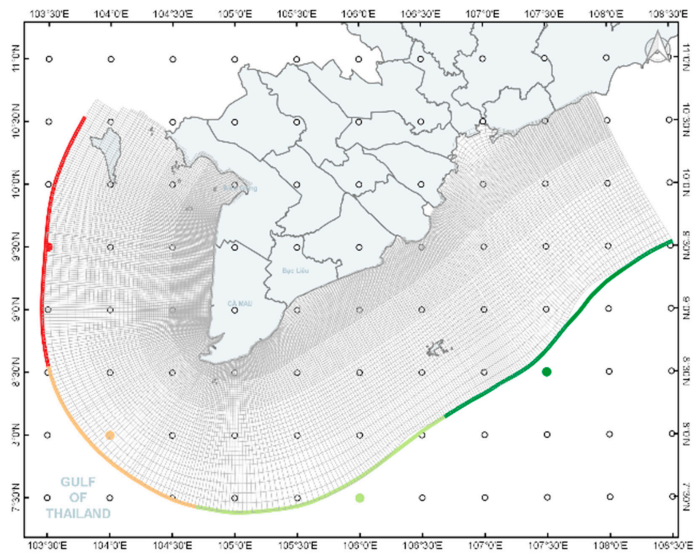 103°30'E 104°0'E 104°30'E 105°0'E 105°30'E 106°0'E 106°30'E 107°0'E 107°30'E 108°0'E 108°30'E
11°0'N 11°0'N
10°30'N 10°30'N
10°0'N 10°0'N
9°30'N 9°30'N
Bạc Liêu
CÀ MAU
9°0'N 9°0'N
8°30'N 8°30'N
8°0'N 8°0'N
GULF
OF
THAILAND
7°30'N 7°30'N
103°30'E 104°0'E 104°30'E 105°0'E 105°30'E 106°0'E 106°30'E 107°0'E 107°30'E 108°0'E 108°30'E